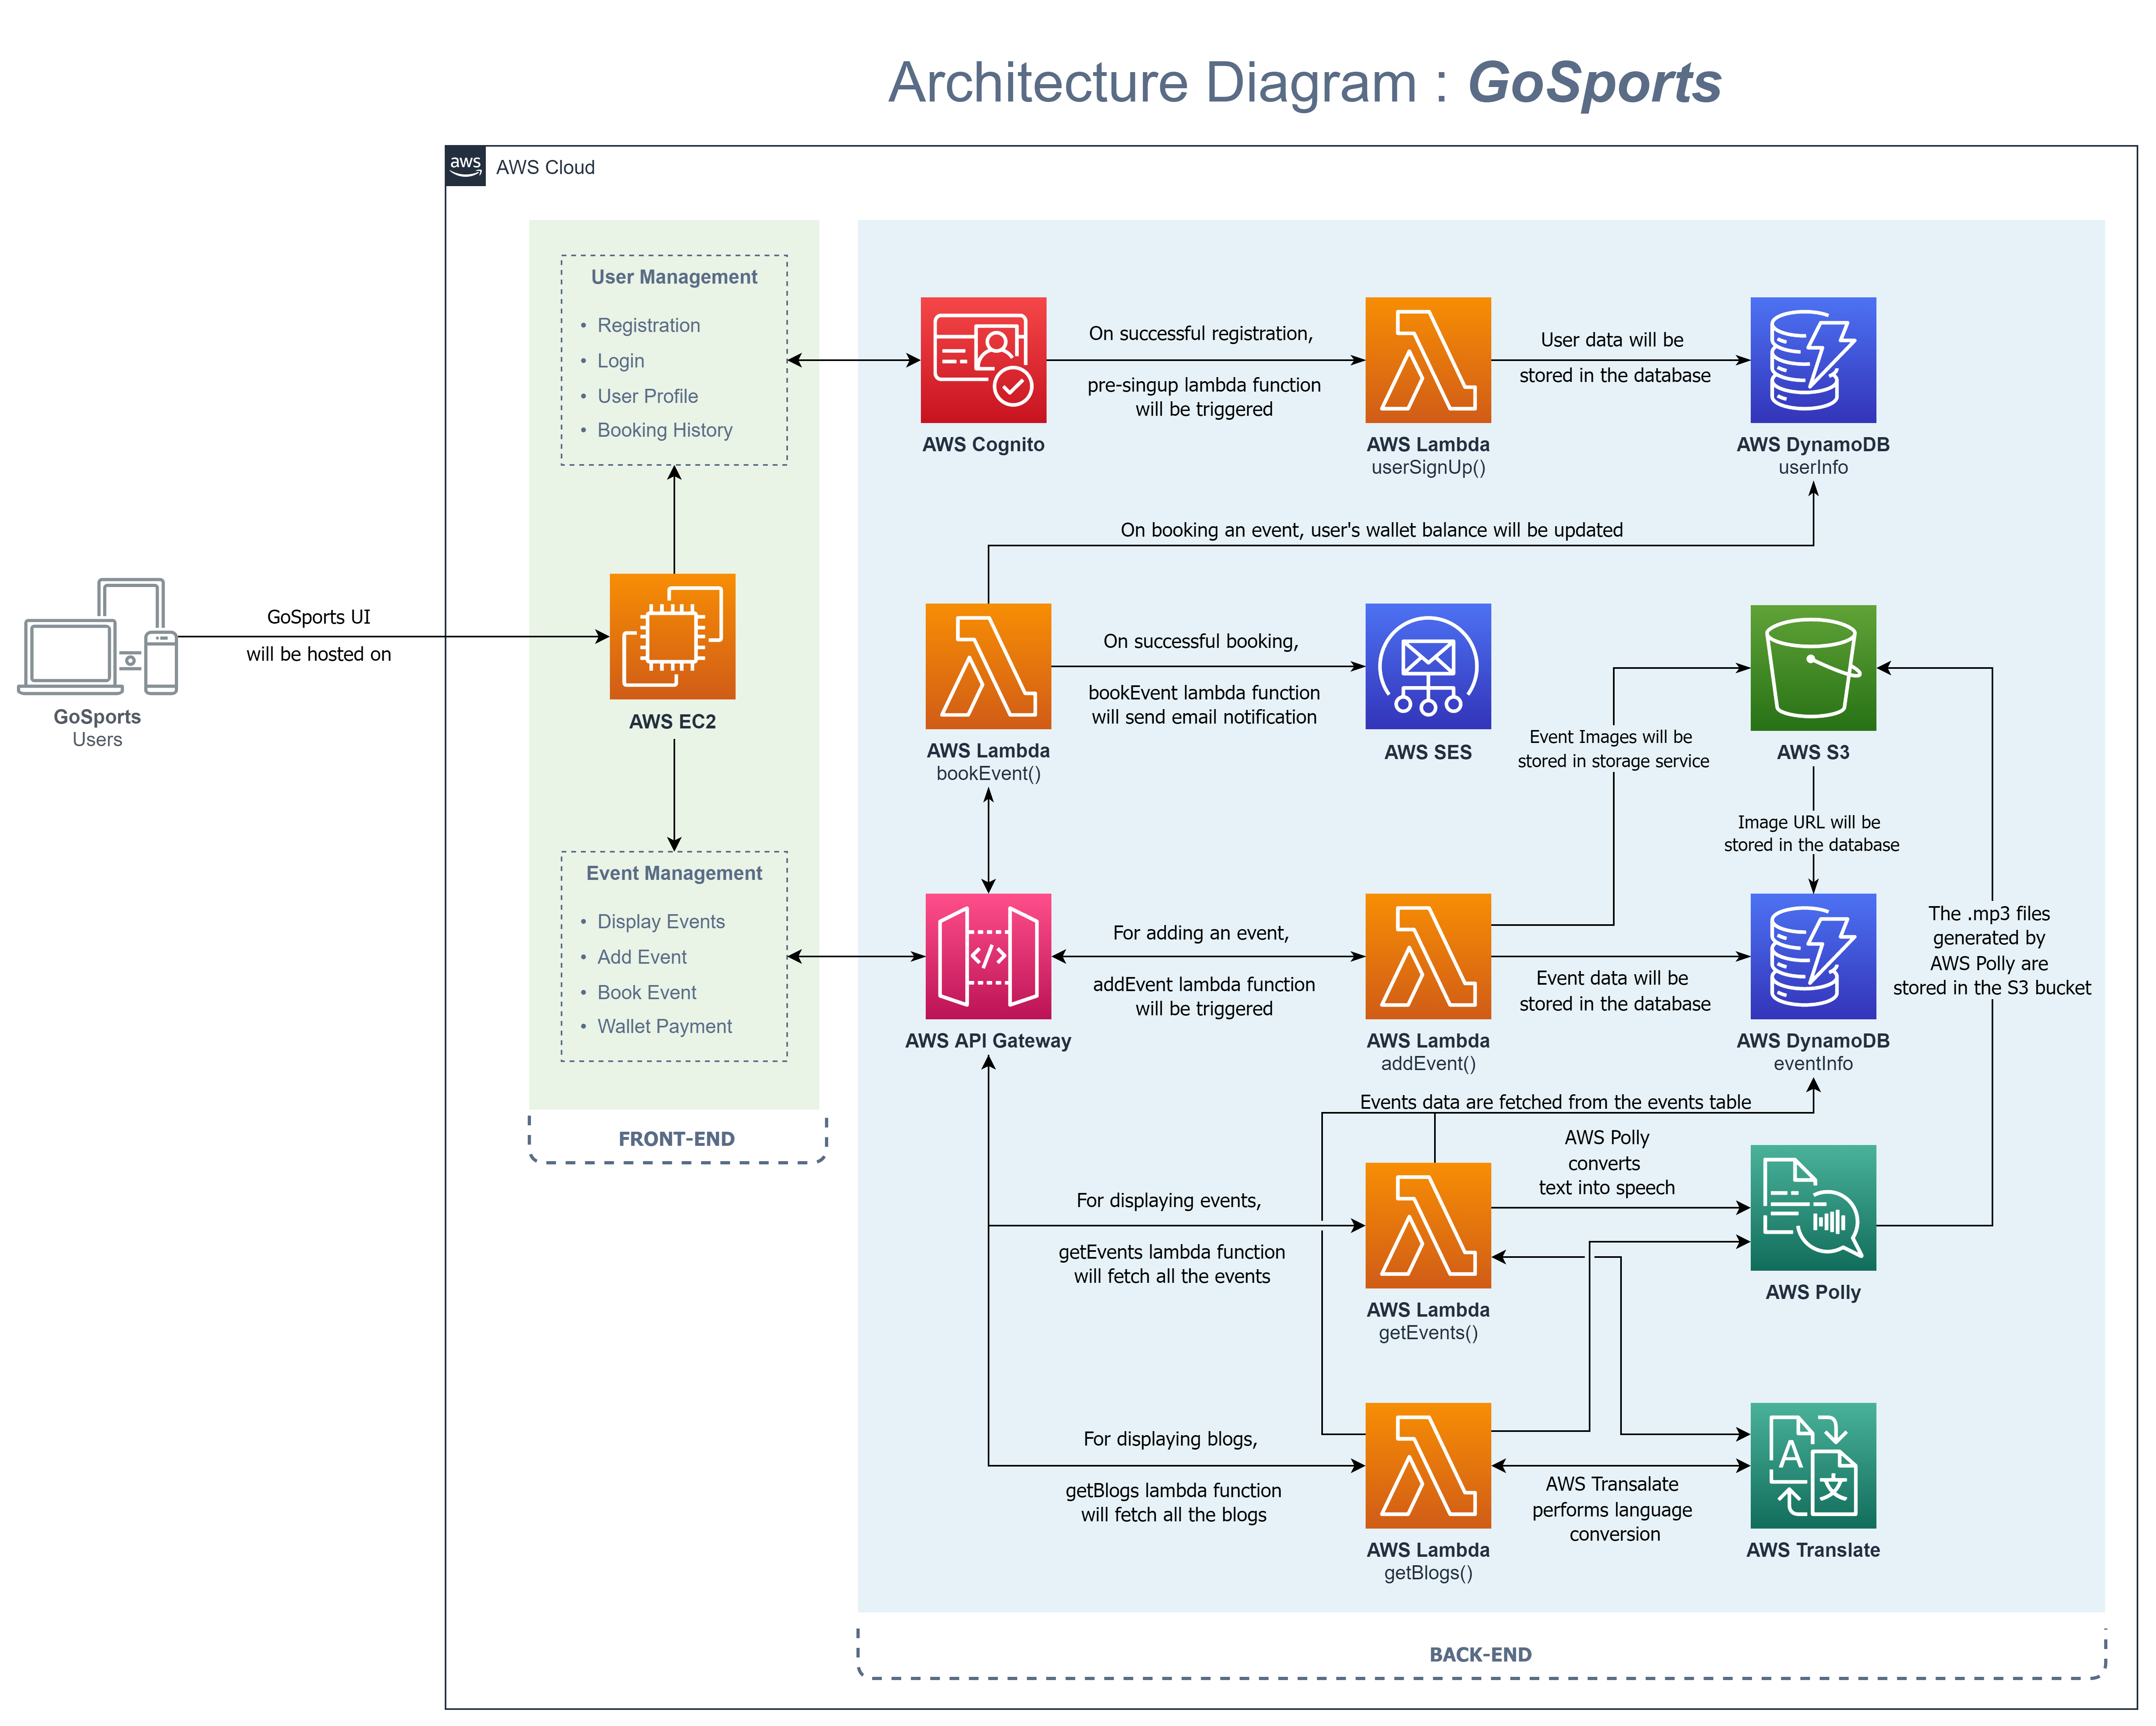 Architecture Diagram : GoSports
aws
AWS Cloud
User Management
• Registration
• Login
• User Profile
• Booking History
GoSports UI
will be hosted on
GoSports
Users
AWS EC2
Event Management
• Display Events
• Add Event
• Book Event
• Wallet Payment
FRONT-END
AWS Cognito
On successful registration,
pre-singup lambda function
will be triggered
AWS Lambda
userSignUp()
User data will be
stored in the database
AWS DynamoDB
userInfo
On booking an event, user's wallet balance will be updated
AWS Lambda
bookEvent()
On successful booking,
bookEvent lambda function
will send email notification
AWS SES
Event Images will be
stored in storage service
AWS S3
Image URL will be
stored in the database
AWS API Gateway
For adding an event,
addEvent lambda function
will be triggered
AWS Lambda
addEvent()
Event data will be
stored in the database
AWS DynamoDB
eventInfo
The .mp3 files
generated by
AWS Polly are
stored in the S3 bucket
Events data are fetched from the events table
For displaying events,
getEvents lambda function
will fetch all the events
AWS Lambda
getEvents()
AWS Polly
converts
text into speech
AWS Polly
For displaying blogs,
getBlogs lambda function
will fetch all the blogs
AWS Lambda
getBlogs()
AWS Transalate
performs language
conversion
A
文
AWS Translate
BACK-END